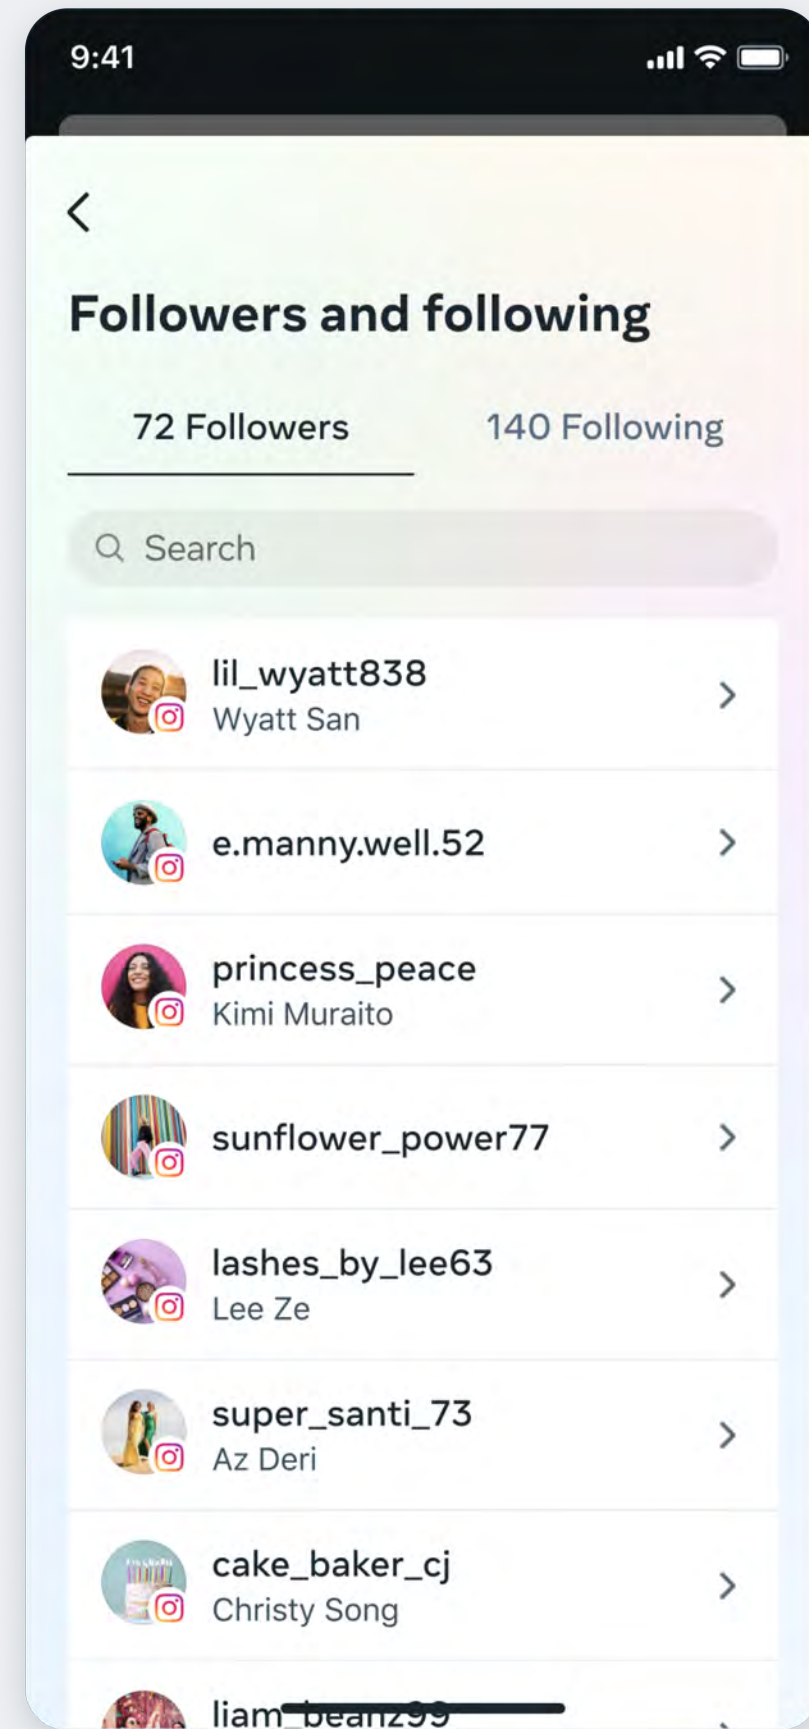 9:41
Followers and following
72 Followers
140 Following
Search
lil_wyatt838
Wyatt San
e.manny.well.52
princess_peace
Kimi Muraito
sunflower_power77
lashes_by_lee63
Lee Ze
super_santi_73
Az Deri
cake_baker_cj
Christy Song
liam_beanz99